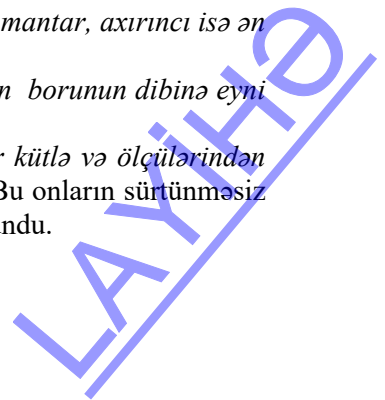 mantar, axırıncı isə ən
n borunun dibinə eyni
r kütlə və ölçülərindən
Bu onların sürtünməsiz
ndu.
LAYİHƏ